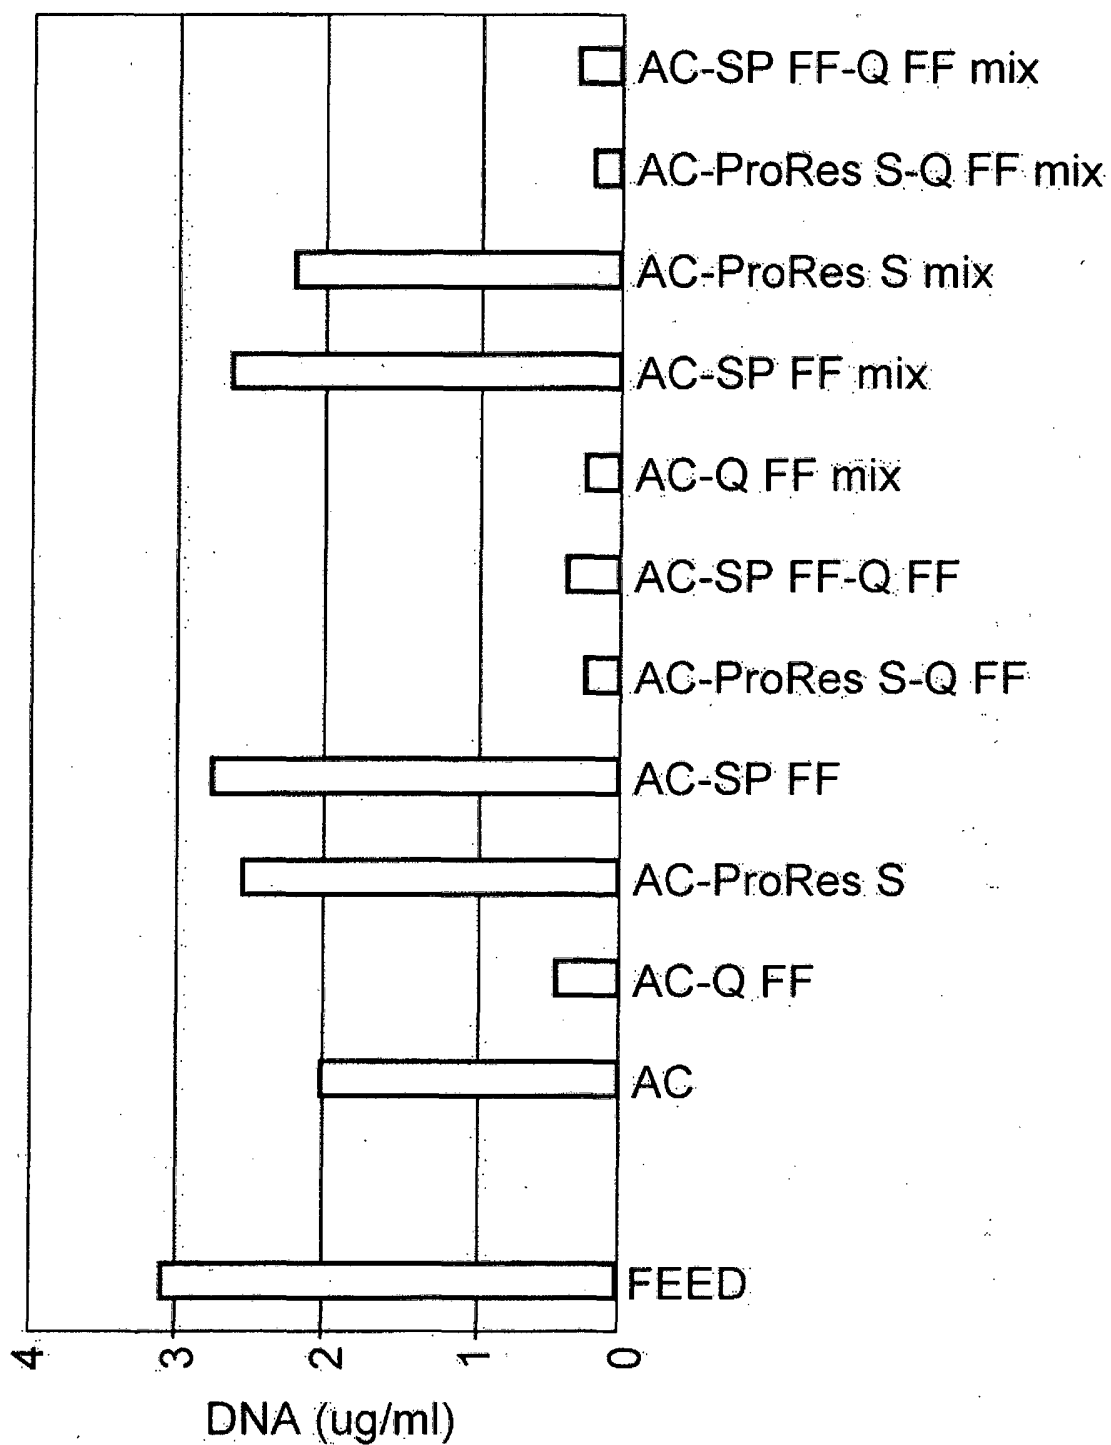 AC-SP FF-Q FF mix
AC-ProRes S-Q FF mix
AC-ProRes S mix
AC-SP FF mix
AC-Q FF mix
AC-SP FF-Q FF
AC-ProRes S-Q FF
AC-SP FF
AC-ProRes S
AC-Q FF
AC
FEED
4 3 2 1 0
DNA (ug/ml)